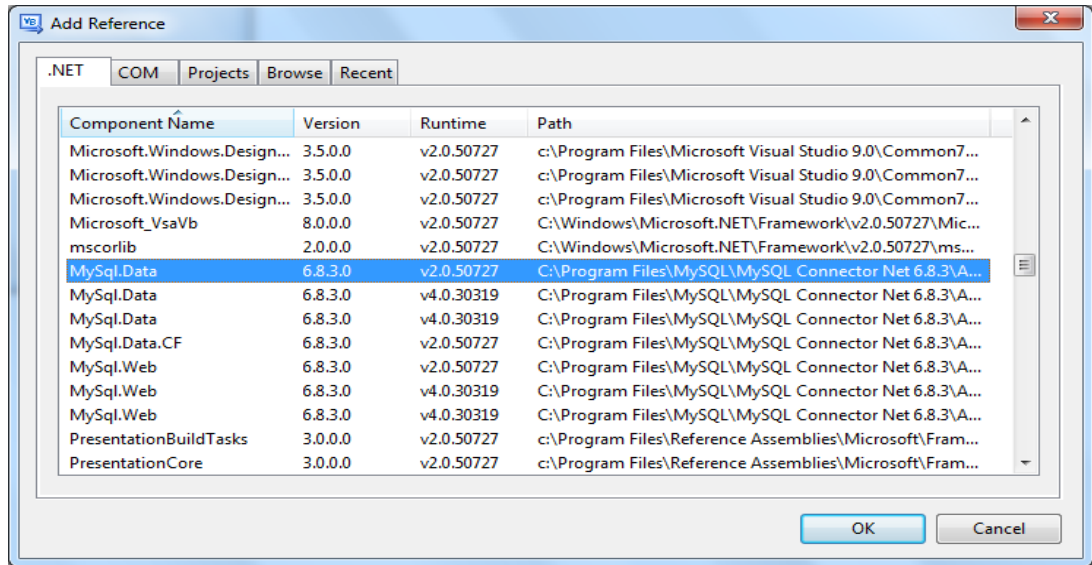 Add Reference
.NET COM Projects Browse Recent
Component Name Version Runtime Path
Microsoft.Windows.Design... 3.5.0.0 v2.0.50727 c:\Program Files\Microsoft Visual Studio 9.0\Common7...
Microsoft.Windows.Design... 3.5.0.0 v2.0.50727 c:\Program Files\Microsoft Visual Studio 9.0\Common7...
Microsoft.Windows.Design... 3.5.0.0 v2.0.50727 c:\Program Files\Microsoft Visual Studio 9.0\Common7...
Microsoft_VsaVb 8.0.0.0 v2.0.50727 C:\Windows\Microsoft.NET\Framework\v2.0.50727\Mic...
mscorlib 2.0.0.0 v2.0.50727 C:\Windows\Microsoft.NET\Framework\v2.0.50727\ms...
MySql.Data 6.8.3.0 v2.0.50727 C:\Program Files\MySQL\MySQL Connector Net 6.8.3\A...
MySql.Data 6.8.3.0 v4.0.30319 C:\Program Files\MySQL\MySQL Connector Net 6.8.3\A...
MySql.Data 6.8.3.0 v4.0.30319 C:\Program Files\MySQL\MySQL Connector Net 6.8.3\A...
MySql.Data.CF 6.8.3.0 v2.0.50727 C:\Program Files\MySQL\MySQL Connector Net 6.8.3\A...
MySql.Web 6.8.3.0 v2.0.50727 C:\Program Files\MySQL\MySQL Connector Net 6.8.3\A...
MySql.Web 6.8.3.0 v4.0.30319 C:\Program Files\MySQL\MySQL Connector Net 6.8.3\A...
MySql.Web 6.8.3.0 v4.0.30319 C:\Program Files\MySQL\MySQL Connector Net 6.8.3\A...
PresentationBuildTasks 3.0.0.0 v2.0.50727 c:\Program Files\Reference Assemblies\Microsoft\Fram...
PresentationCore 3.0.0.0 v2.0.50727 c:\Program Files\Reference Assemblies\Microsoft\Fram...
OK Cancel